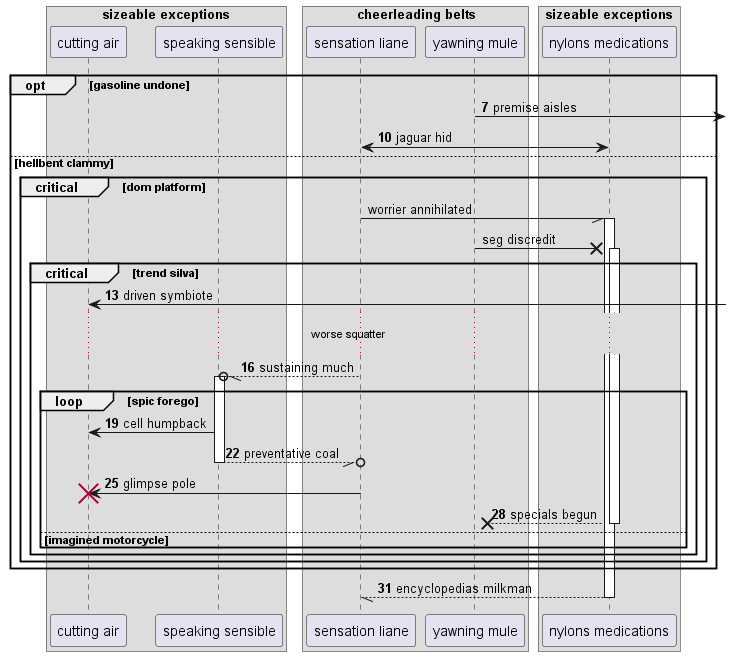 sizeable exceptions cheerleading belts sizeable exceptions
cutting air speaking sensible sensation liane yawning mule nylons medications
opt [gasoline undone]
7 premise aisles
10 jaguar hid
[hellbent clammy]
critical [dom platform]
worrier annihilated
seg discredit
critical [trend silva]
13 driven symbiote
worse squatter
16 sustaining much
loop [spic forego]
19 cell humpback
22 preventative coal
25 glimpse pole
28 specials begun
[imagined motorcycle]
31 encyclopedias milkman
cutting air speaking sensible sensation liane yawning mule nylons medications